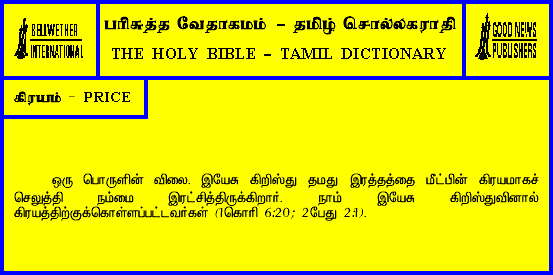 BELLWETHER
INTERNATIONAL
பரிசுத்த வேதாகமம் - தமிழ் சொல்லகராதி
THE HOLY BIBLE - TAMIL DICTIONARY
GOOD NEWS
PUBLISHERS
கிரயம் - PRICE
ஒரு பொருளின் விலை. இயேசு கிறிஸ்து தமது இரத்தத்தை மீட்பின் கிரயமாகச்
செலுத்தி நம்மை இரட்சித்திருக்கிறார். நாம் இயேசு கிறிஸ்துவினால்
கிரயத்திற்குக்கொள்ளப்பட்டவர்கள் (1கொரி 6:20; 2பேது 2:1).